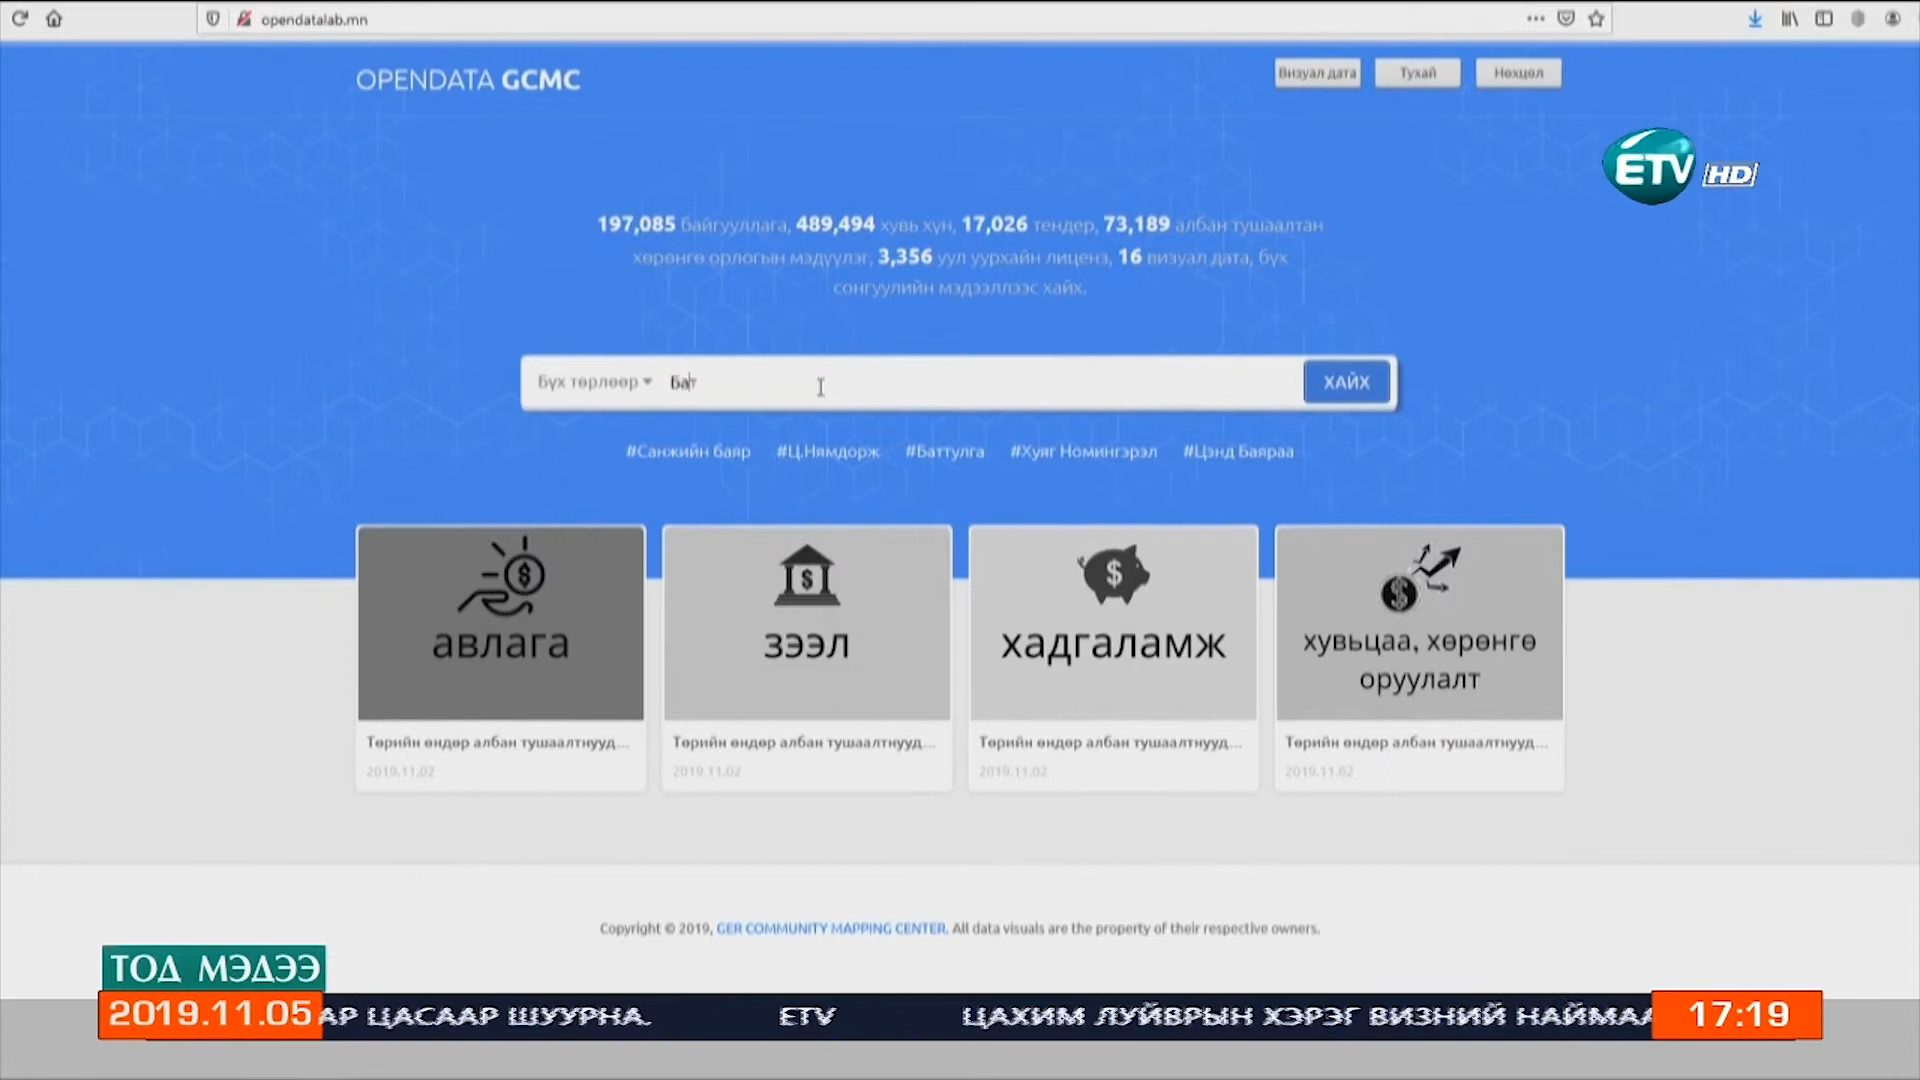 opendatalab.mn
OPENDATA GCMC
Визуал дата
Тухай
Нөхцөл
ETV HD
197,085 байгууллага, 489,494 хувь хүн, 17,026 тендер, 73,189 албан тушаалтан
хөрөнгө орлогын мэдүүлэг, 3,356 уул уурхайн лиценз, 16 визуал дата, бүх
сонгуулийн мэдээллээс хайх.
Бүх төрлөөр
Бат
ХАЙХ
#Санжийн баяр #Ц.Нямдорж #Баттулга #Хуяг Номингэрэл #Цэнд Баяраа
авлага
зээл
хадгаламж
хувьцаа, хөрөнгө
оруулалт
Төрийн өндөр албан тушаалтнууд...
2019.11.02
Төрийн өндөр албан тушаалтнууд...
2019.11.02
Төрийн өндөр албан тушаалтнууд...
2019.11.02
Төрийн өндөр албан тушаалтнууд...
2019.11.02
Copyright © 2019, GER COMMUNITY MAPPING CENTER. All data visuals are the property of their respective owners.
ТОД МЭДЭЭ
2019.11.05
АР ЦАСААР ШУУРНА. ETV ЦАХИМ ЛУЙВРЫН ХЭРЭГ ВИЗНИЙ НАЙМАА
17:19